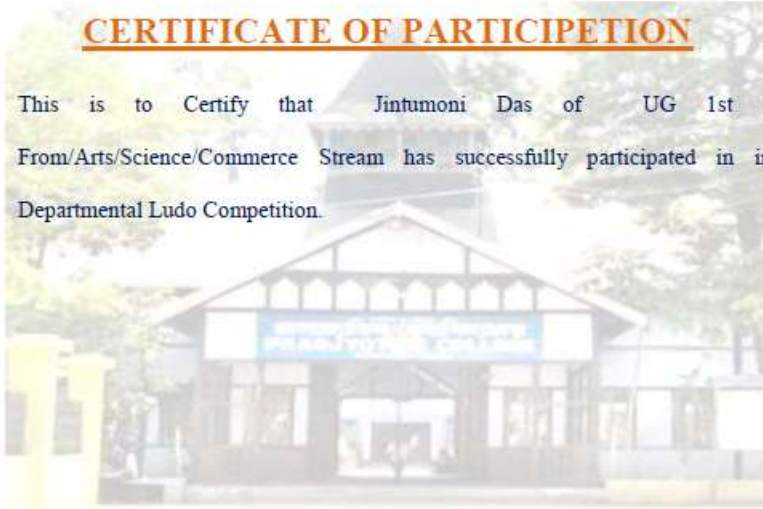 CERTIFICATE OF PARTICIPETION
This is to Certify that Jintumoni Das of UG 1st
From/Arts/Science/Commerce Stream has successfully participated in
Departmental Ludo Competition.
PRAGJYOTISH COLLEGE